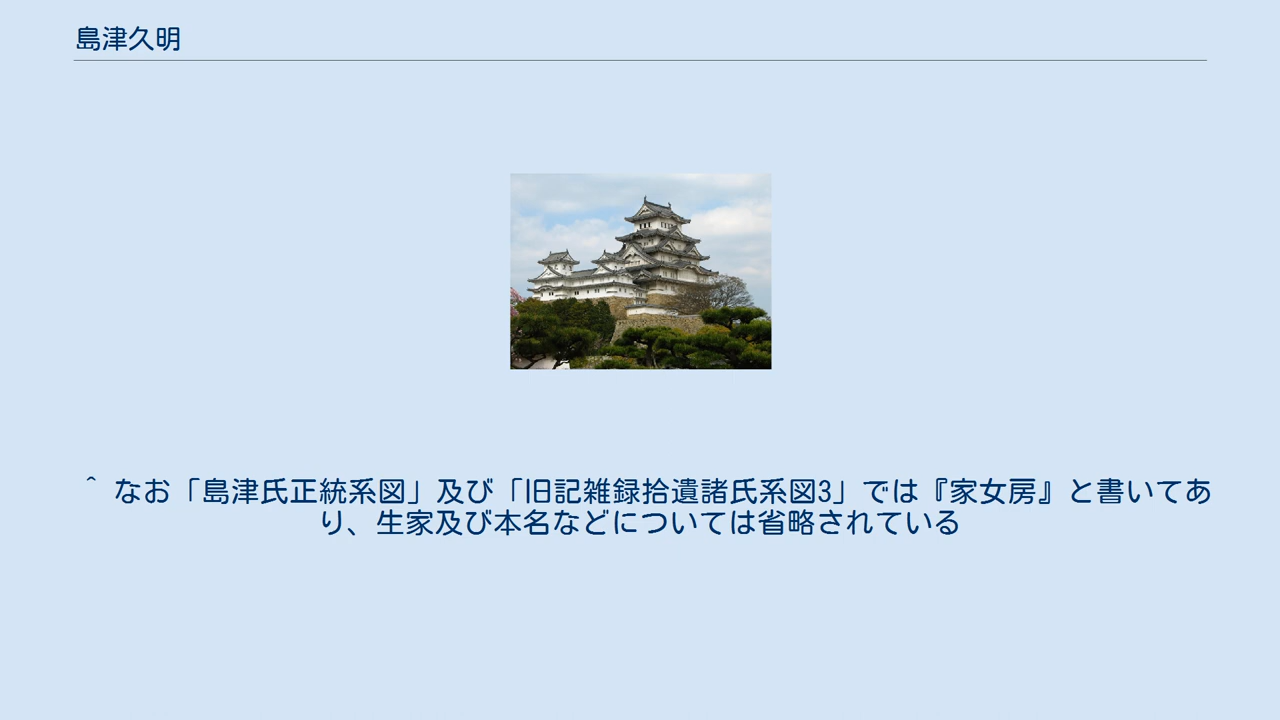 島津久明
＾ なお「島津氏正統系図」及び「旧記雑録拾遺諸氏系図3」では『家女房』と書いてあ
り、生家及び本名などについては省略されている